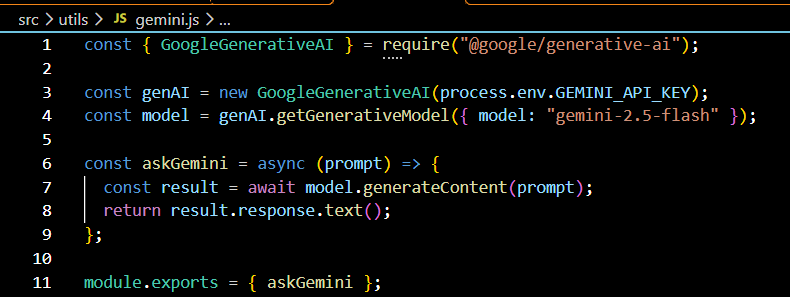 src > utils > JS gemini.js > ...
1 const { GoogleGenerativeAI } = require("@google/generative-ai");
2
3 const genAI = new GoogleGenerativeAI(process.env.GEMINI_API_KEY);
4 const model = genAI.getGenerativeModel({ model: "gemini-2.5-flash" });
5
6 const askGemini = async (prompt) => {
7 const result = await model.generateContent(prompt);
8 return result.response.text();
9 };
10
11 module.exports = { askGemini };